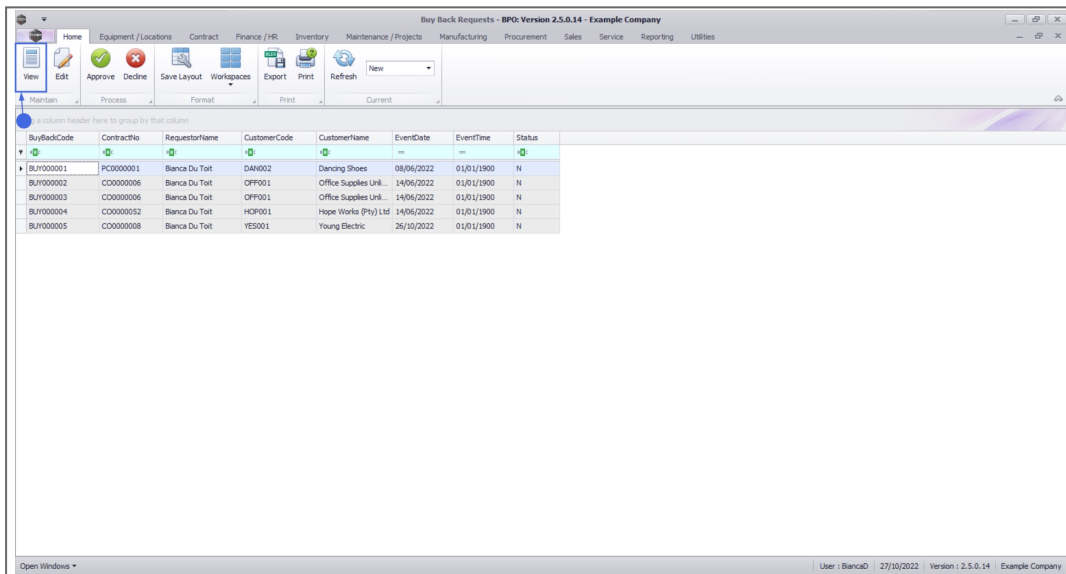 Buy Back Requests - BPO: Version 2.5.0.14 - Example Company
Home Equipment / Locations Contract Finance / HR Inventory Maintenance / Projects Manufacturing Procurement Sales Service Reporting Utilities
View Edit Approve Decline Save Layout Workspaces Export Print Refresh New
Maintain Process Format Print Current
a column header here to group by that column
BuyBackCode ContractNo RequestorName CustomerCode CustomerName EventDate EventTime Status
BUY000001 PC0000001 Bianca Du Toit DAN002 Dancing Shoes 08/06/2022 01/01/1900 N
BUY000002 CO0000006 Bianca Du Toit OFF001 Office Supplies Unli... 14/06/2022 01/01/1900 N
BUY000003 CO0000006 Bianca Du Toit OFF001 Office Supplies Unli... 14/06/2022 01/01/1900 N
BUY000004 CO0000052 Bianca Du Toit HOP001 Hope Works (Pty) Ltd 14/06/2022 01/01/1900 N
BUY000005 CO0000008 Bianca Du Toit YES001 Young Electric 26/10/2022 01/01/1900 N
Open Windows User : BiancaD 27/10/2022 Version : 2.5.0.14 Example Company